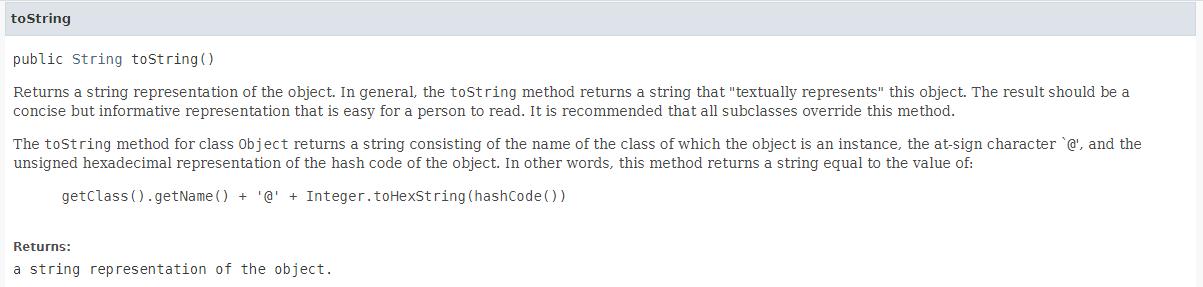 toString
public String toString()
Returns a string representation of the object. In general, the toString method returns a string that "textually represents" this object. The result should be a
concise but informative representation that is easy for a person to read. It is recommended that all subclasses override this method.
The toString method for class Object returns a string consisting of the name of the class of which the object is an instance, the at-sign character `@', and the
unsigned hexadecimal representation of the hash code of the object. In other words, this method returns a string equal to the value of:
getClass().getName() + '@' + Integer.toHexString(hashCode())
Returns:
a string representation of the object.